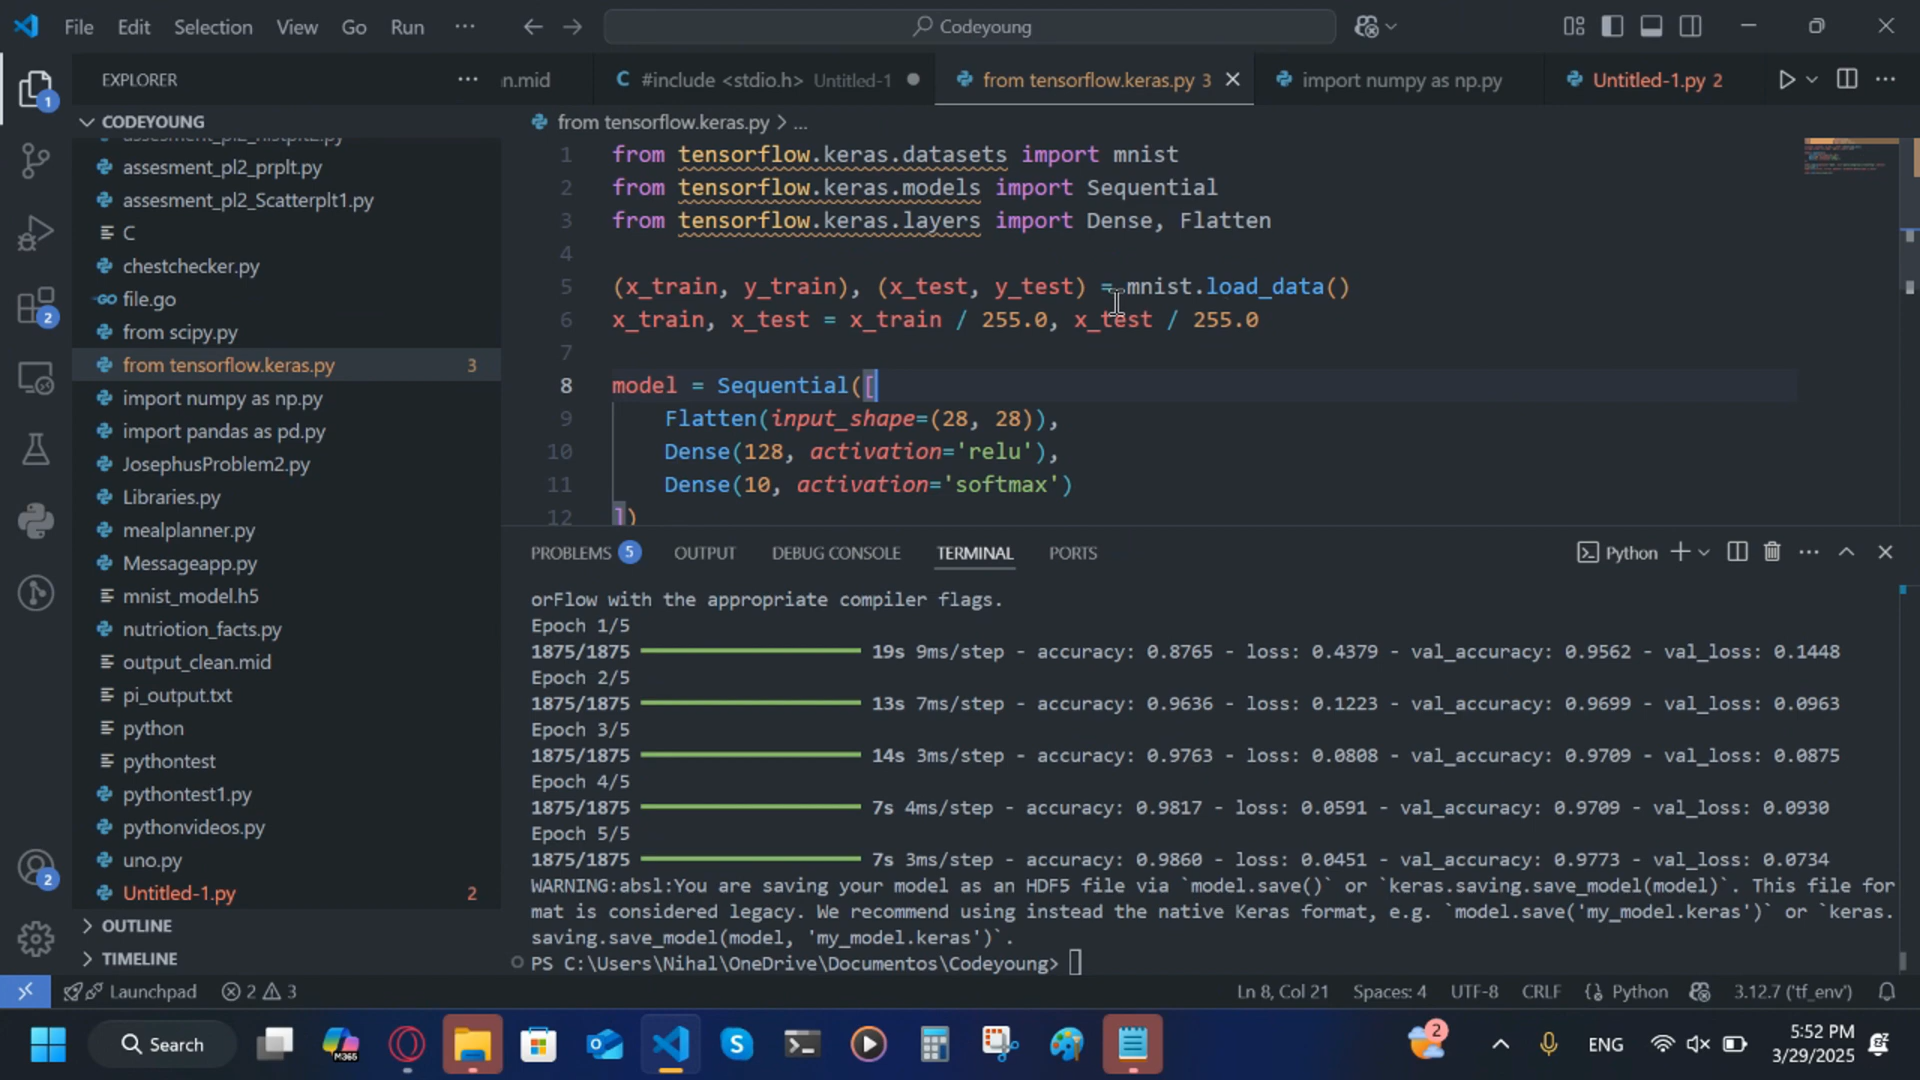 File Edit Selection View Go Run ··· Codeyoung
EXPLORER ···
n.mid
#include <stdio.h> Untitled-1
from tensorflow.keras.py 3
import numpy as np.py
Untitled-1.py 2
CODEYOUNG
assesment_pl2_prplt.py
assesment_pl2_Scatterplt1.py
C
chestchecker.py
file.go
from scipy.py
from tensorflow.keras.py 3
import numpy as np.py
import pandas as pd.py
JosephusProblem2.py
Libraries.py
mealplanner.py
Messageapp.py
mnist_model.h5
nutriotion_facts.py
output_clean.mid
pi_output.txt
python
pythontest
pythontest1.py
pythonvideos.py
uno.py
Untitled-1.py 2
OUTLINE
TIMELINE
1
2
2
from tensorflow.keras.py > ...
1 from tensorflow.keras.datasets import mnist
2 from tensorflow.keras.models import Sequential
3 from tensorflow.keras.layers import Dense, Flatten
4
5 (x_train, y_train), (x_test, y_test) = mnist.load_data()
6 x_train, x_test = x_train / 255.0, x_test / 255.0
7
8 model = Sequential([
9 Flatten(input_shape=(28, 28)),
10 Dense(128, activation='relu'),
11 Dense(10, activation='softmax')
12 ])
PROBLEMS 5 OUTPUT DEBUG CONSOLE TERMINAL PORTS Python
orFlow with the appropriate compiler flags.
Epoch 1/5
1875/1875 19s 9ms/step - accuracy: 0.8765 - loss: 0.4379 - val_accuracy: 0.9562 - val_loss: 0.1448
Epoch 2/5
1875/1875 13s 7ms/step - accuracy: 0.9636 - loss: 0.1223 - val_accuracy: 0.9699 - val_loss: 0.0963
Epoch 3/5
1875/1875 14s 3ms/step - accuracy: 0.9763 - loss: 0.0808 - val_accuracy: 0.9709 - val_loss: 0.0875
Epoch 4/5
1875/1875 7s 4ms/step - accuracy: 0.9817 - loss: 0.0591 - val_accuracy: 0.9709 - val_loss: 0.0930
Epoch 5/5
1875/1875 7s 3ms/step - accuracy: 0.9860 - loss: 0.0451 - val_accuracy: 0.9773 - val_loss: 0.0734
WARNING:absl:You are saving your model as an HDF5 file via `model.save()` or `keras.saving.save_model(model)`. This file for
mat is considered legacy. We recommend using instead the native Keras format, e.g. `model.save('my_model.keras')` or `keras.
saving.save_model(model, 'my_model.keras')`.
PS C:\Users\Nihal\OneDrive\Documentos\Codeyoung>
Launchpad 2 3 Ln 8, Col 21 Spaces: 4 UTF-8 CRLF Python 3.12.7 ('tf_env')
Search M365 2 ENG
5:52 PM
3/29/2025